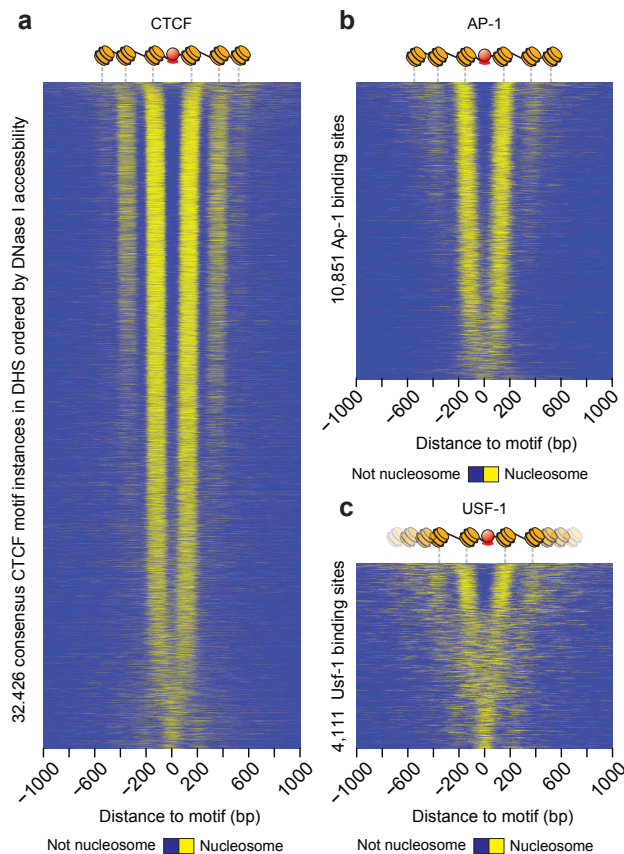 a
CTCF
32.426 consensus CTCF motif instances in DHS ordered by DNase I accessbility
−1000
−600
−200
0
200
600
1000
Distance to motif (bp)
Not nucleosome Nucleosome
b
AP-1
10,851 Ap-1 binding sites
−1000
−600
−200
0
200
600
1000
Distance to motif (bp)
Not nucleosome Nucleosome
c
USF-1
4,111 Usf-1 binding sites
−1000
−600
−200
0
200
600
1000
Distance to motif (bp)
Not nucleosome Nucleosome